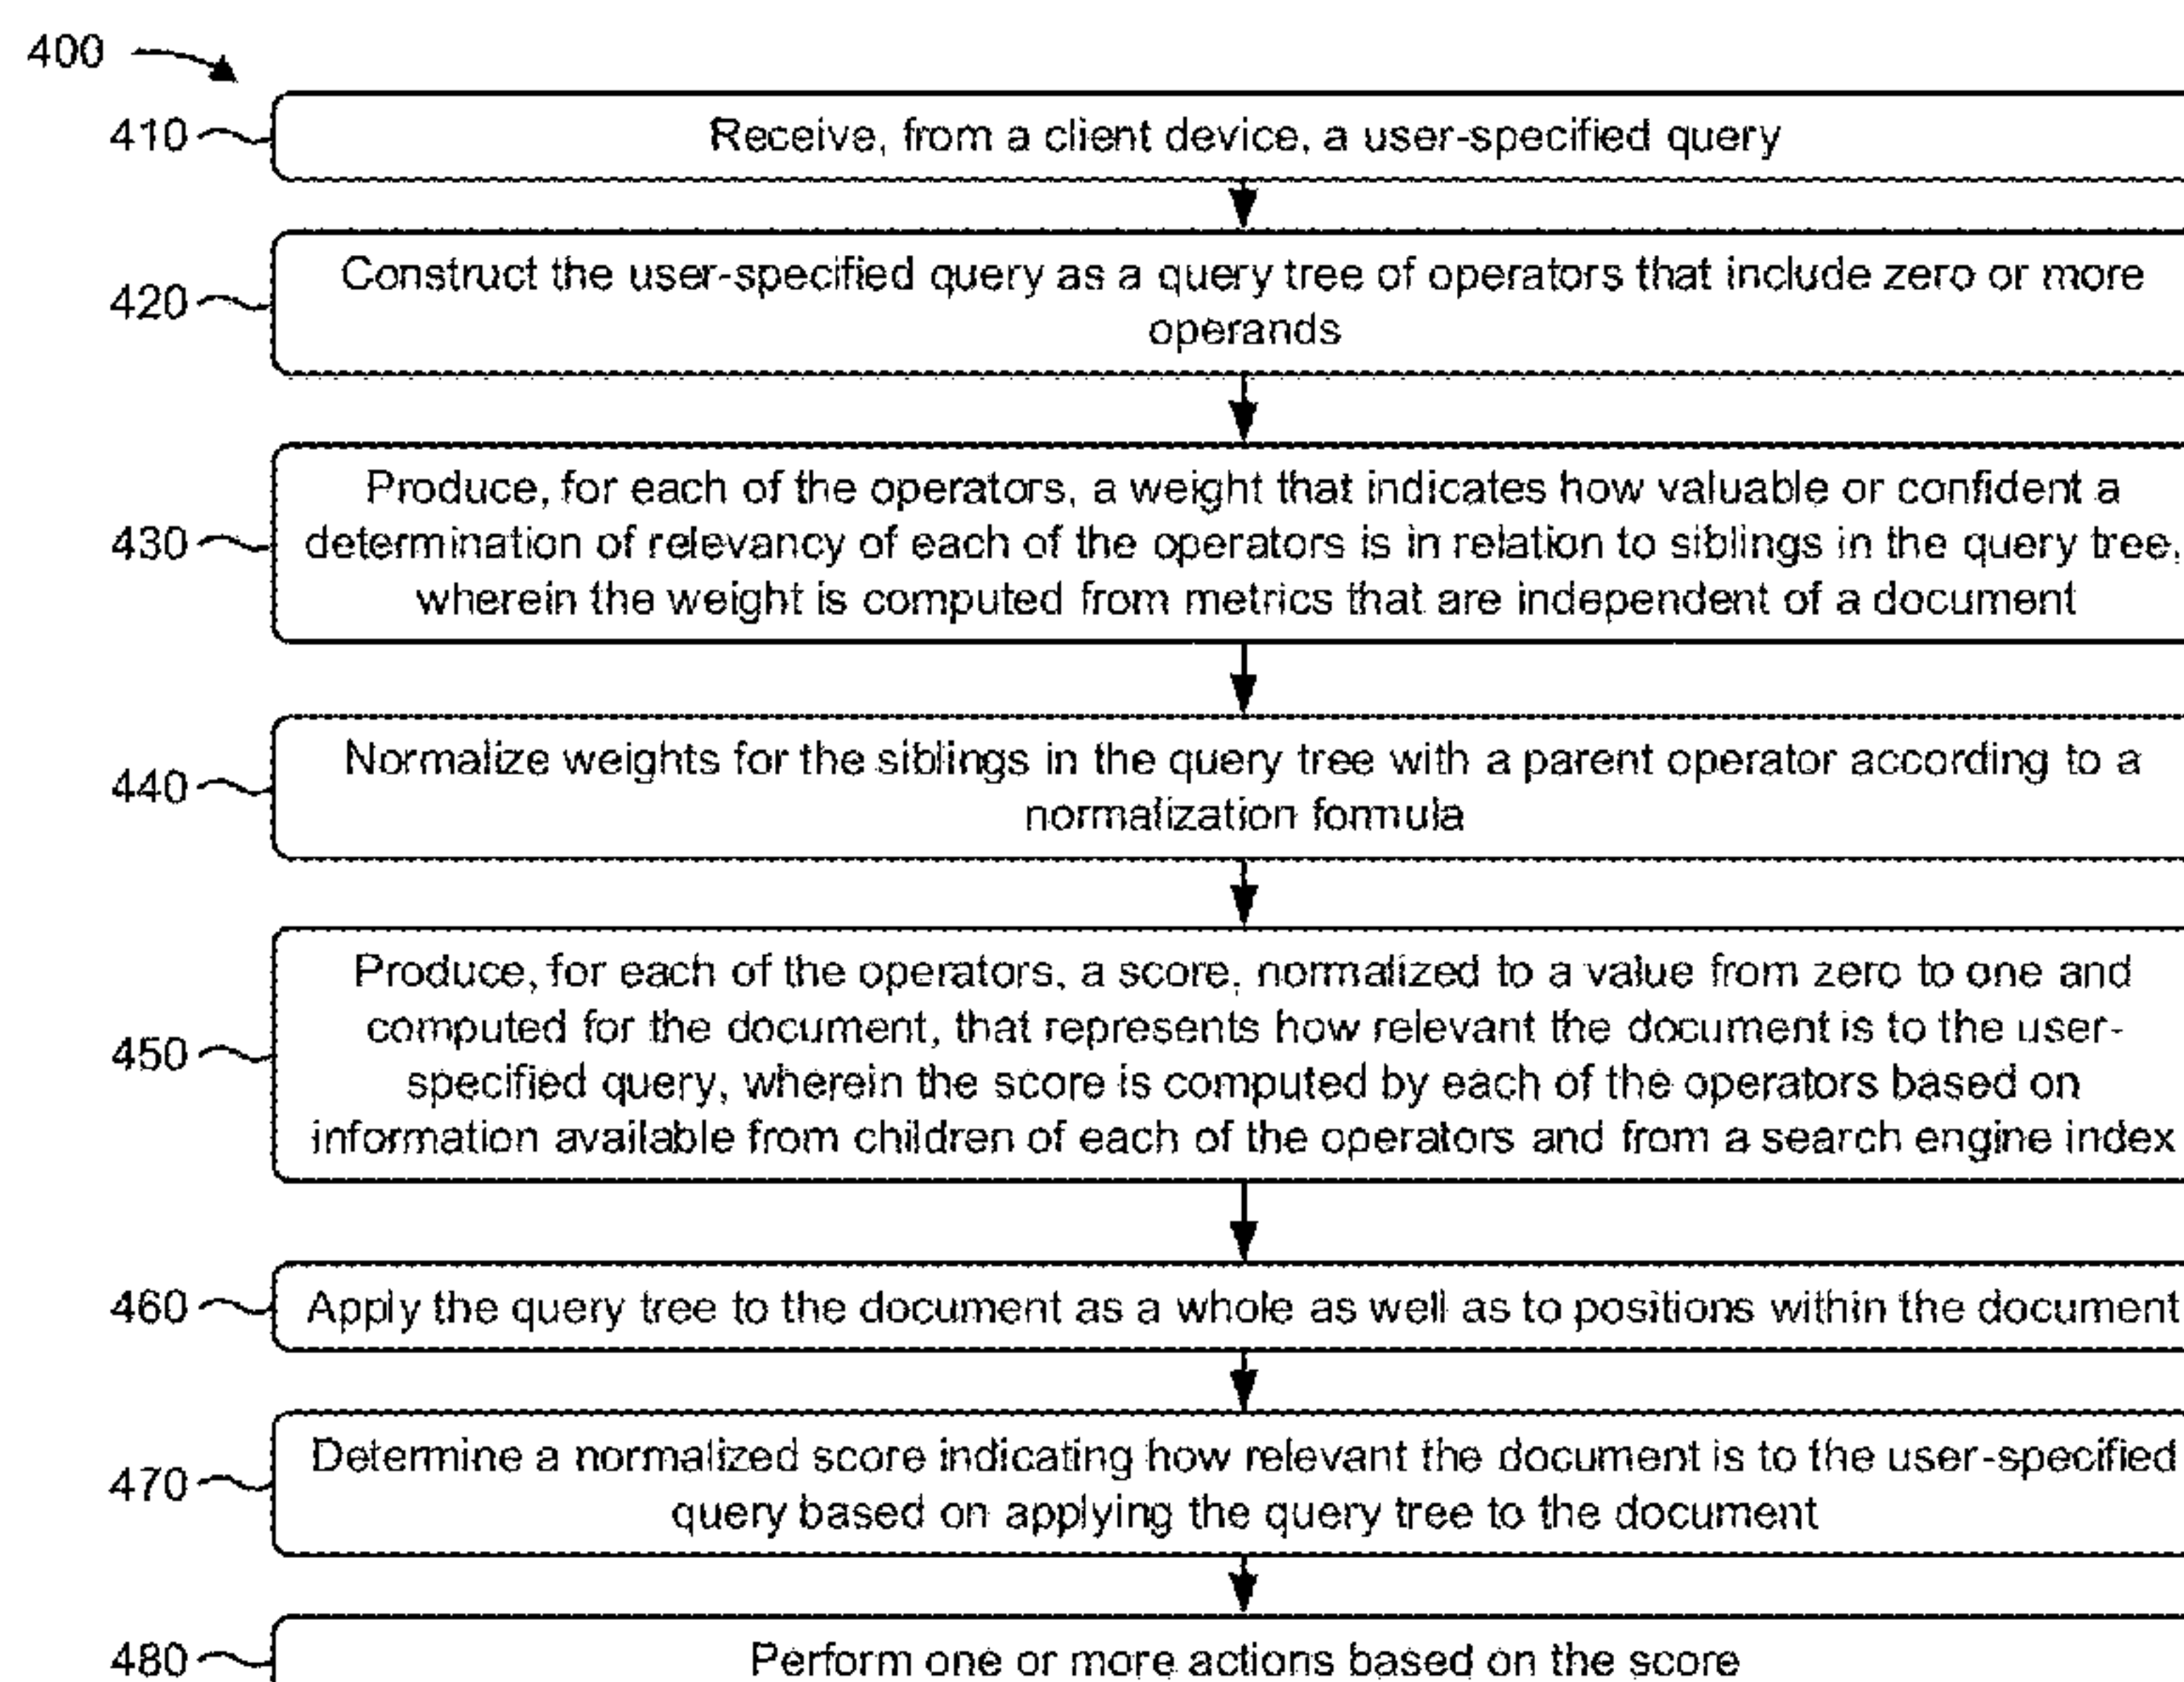 400
410
Receive, from a client device, a user-specified query
420
Construct the user-specified query as a query tree of operators that include zero or more
operands
430
Produce, for each of the operators, a weight that indicates how valuable or confident a
determination of relevancy of each of the operators is in relation to siblings in the query tree,
wherein the weight is computed from metrics that are independent of a document
440
Normalize weights for the siblings in the query tree with a parent operator according to a
normalization formula
450
Produce, for each of the operators, a score, normalized to a value from zero to one and
computed for the document, that represents how relevant the document is to the user-
specified query, wherein the score is computed by each of the operators based on
information available from children of each of the operators and from a search engine index
460
Apply the query tree to the document as a whole as well as to positions within the document
470
Determine a normalized score indicating how relevant the document is to the user-specified
query based on applying the query tree to the document
480
Perform one or more actions based on the score